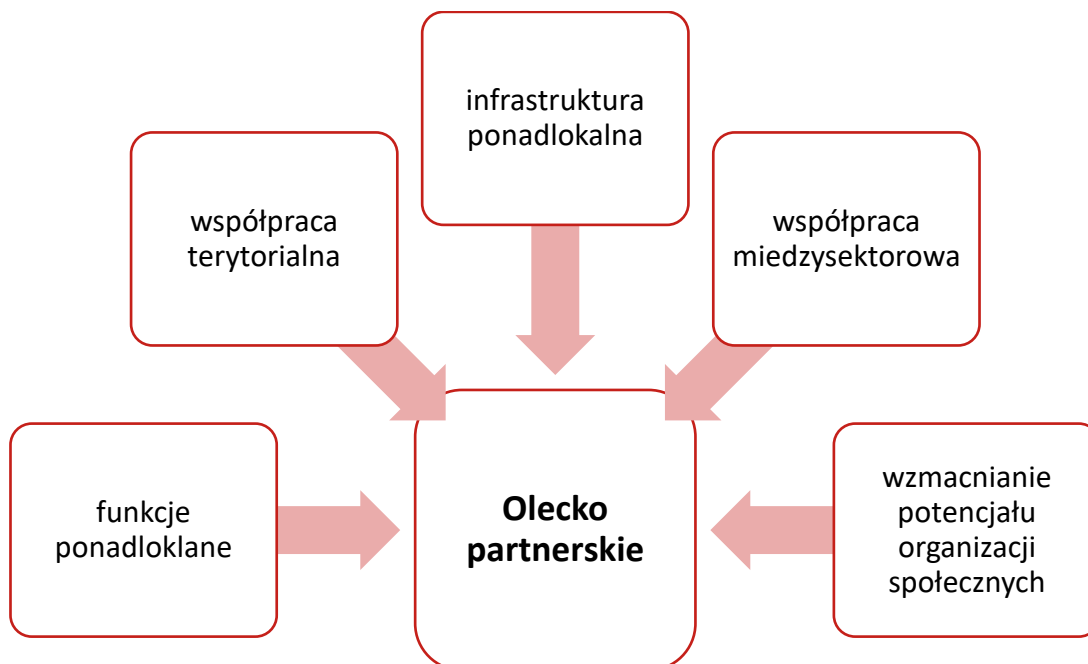 infrastruktura
ponadlokalna
współpraca
terytorialna
współpraca
miedzysektorowa
funkcje
ponadloklane
Olecko
partnerskie
wzmacnianie
potencjału
organizacji
społecznych